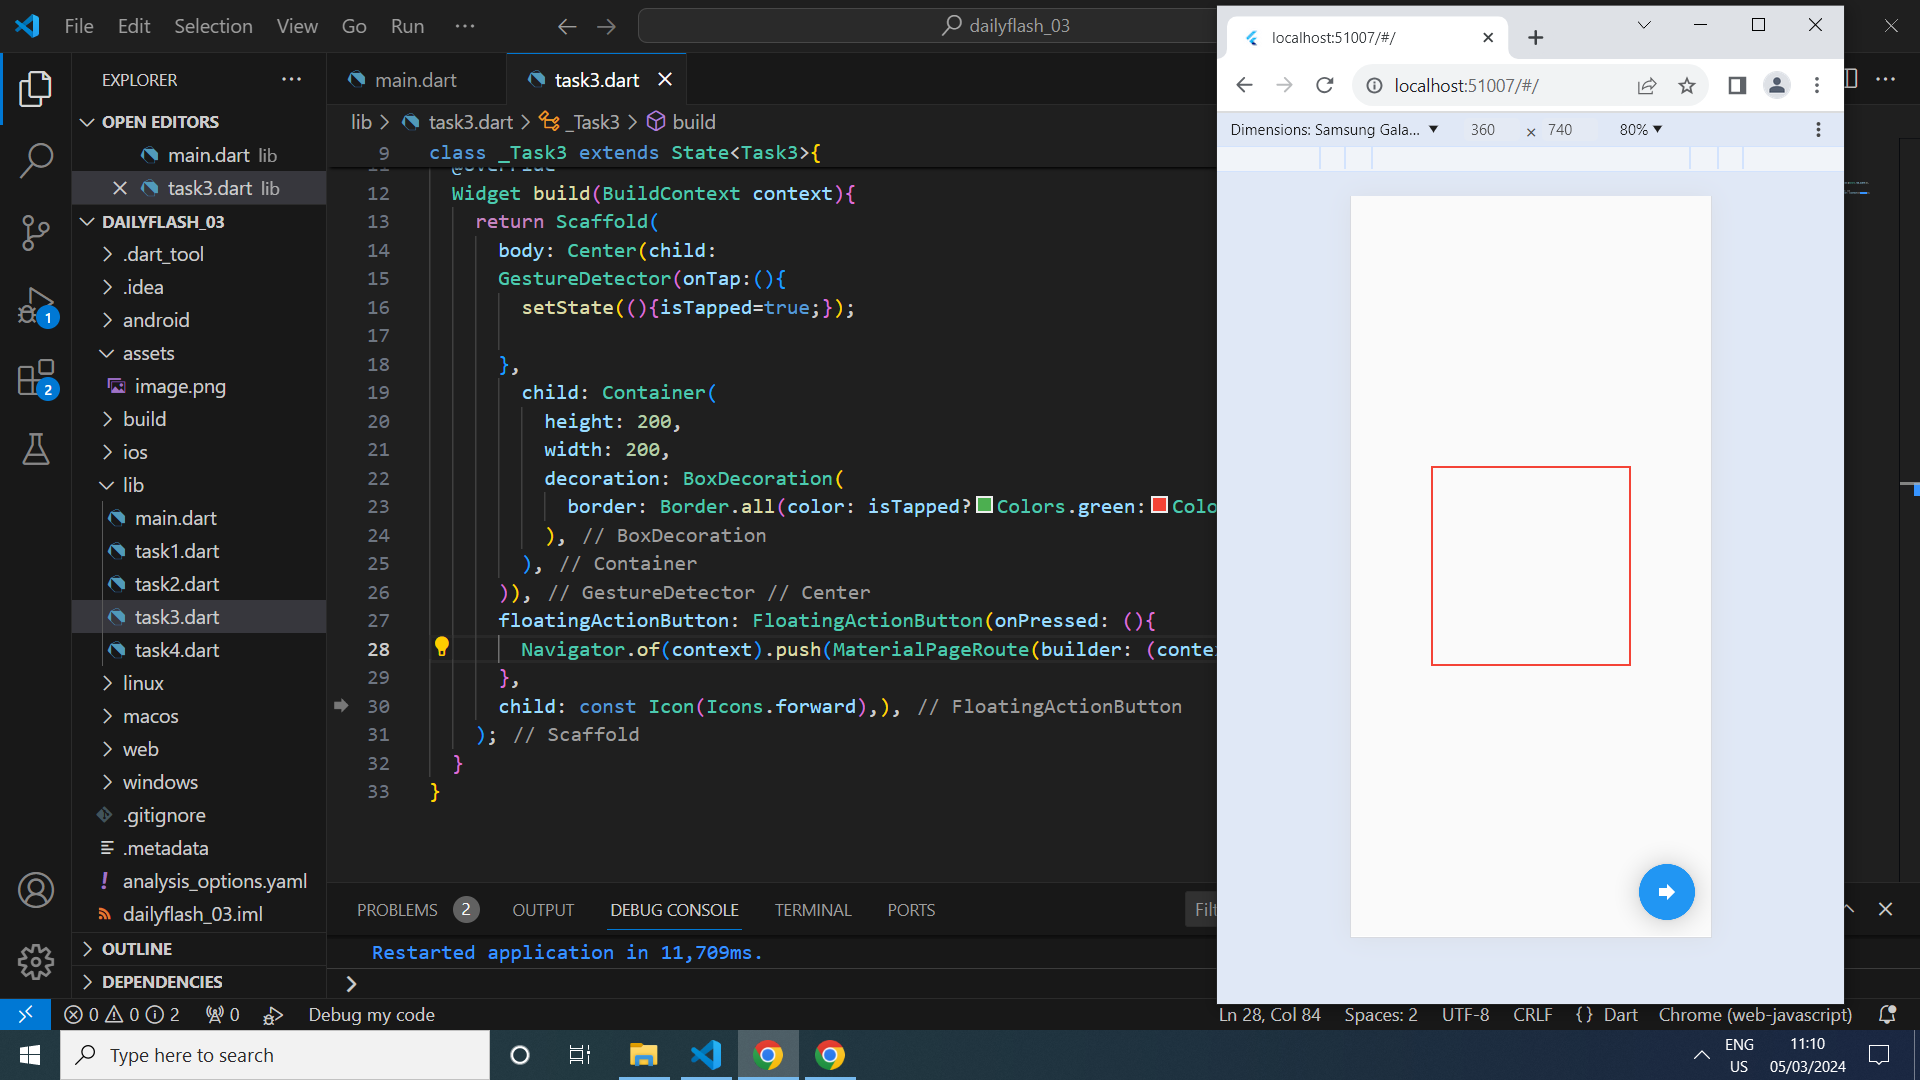 File Edit Selection View Go Run ···
dailyflash_03
EXPLORER
OPEN EDITORS
main.dart lib
task3.dart lib
DAILYFLASH_03
.dart_tool
.idea
android
assets
image.png
build
ios
lib
main.dart
task1.dart
task2.dart
task3.dart
task4.dart
linux
macos
web
windows
.gitignore
.metadata
analysis_options.yaml
dailyflash_03.iml
OUTLINE
DEPENDENCIES
1
2
main.dart
task3.dart
lib > task3.dart > _Task3 > build
9 class _Task3 extends State<Task3>{
11 @override
12 Widget build(BuildContext context){
13 return Scaffold(
14 body: Center(child:
15 GestureDetector(onTap:(){
16 setState((){isTapped=true;});
17
18 },
19 child: Container(
20 height: 200,
21 width: 200,
22 decoration: BoxDecoration(
23 border: Border.all(color: isTapped?Colors.green:Colo
24 ), // BoxDecoration
25 ), // Container
26 )), // GestureDetector // Center
27 floatingActionButton: FloatingActionButton(onPressed: (){
28 Navigator.of(context).push(MaterialPageRoute(builder: (conte
29 },
30 child: const Icon(Icons.forward),), // FloatingActionButton
31 ); // Scaffold
32 }
33 }
PROBLEMS 2 OUTPUT DEBUG CONSOLE TERMINAL PORTS
Filt
Restarted application in 11,709ms.
>
localhost:51007/#/
localhost:51007/#/
Dimensions: Samsung Gala... ▼ 360 × 740 80% ▼
0 0 2 0 Debug my code
Ln 28, Col 84 Spaces: 2 UTF-8 CRLF {} Dart Chrome (web-javascript)
Type here to search
ENG
US
11:10
05/03/2024